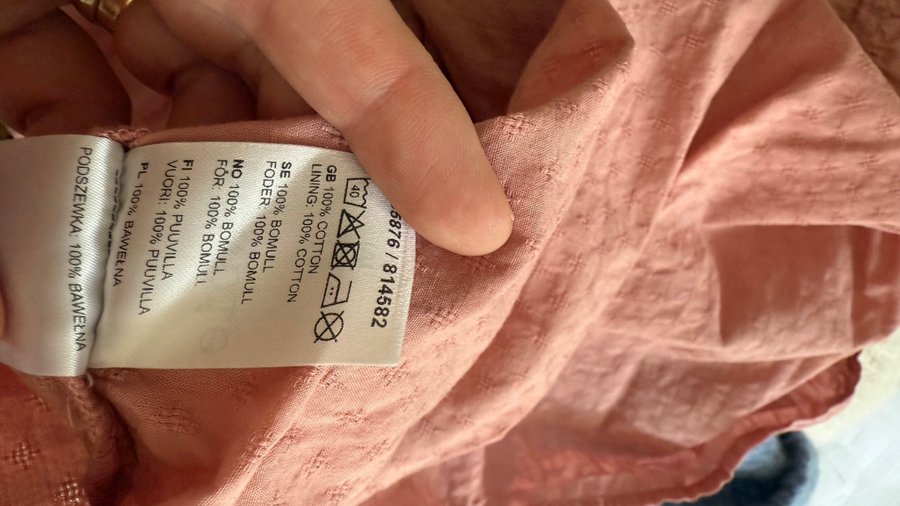 6876 / 814582
40
GB 100% COTTON
LINING: 100% COTTON
SE 100% BOMULL
FODER: 100% BOMULL
NO 100% BOMULL
FÔR: 100% BOMULL
FI 100% PUUVILLA
VUORI: 100% PUUVILLA
PL 100% BAWEŁNA
PODSZEWKA 100% BAWEŁNA